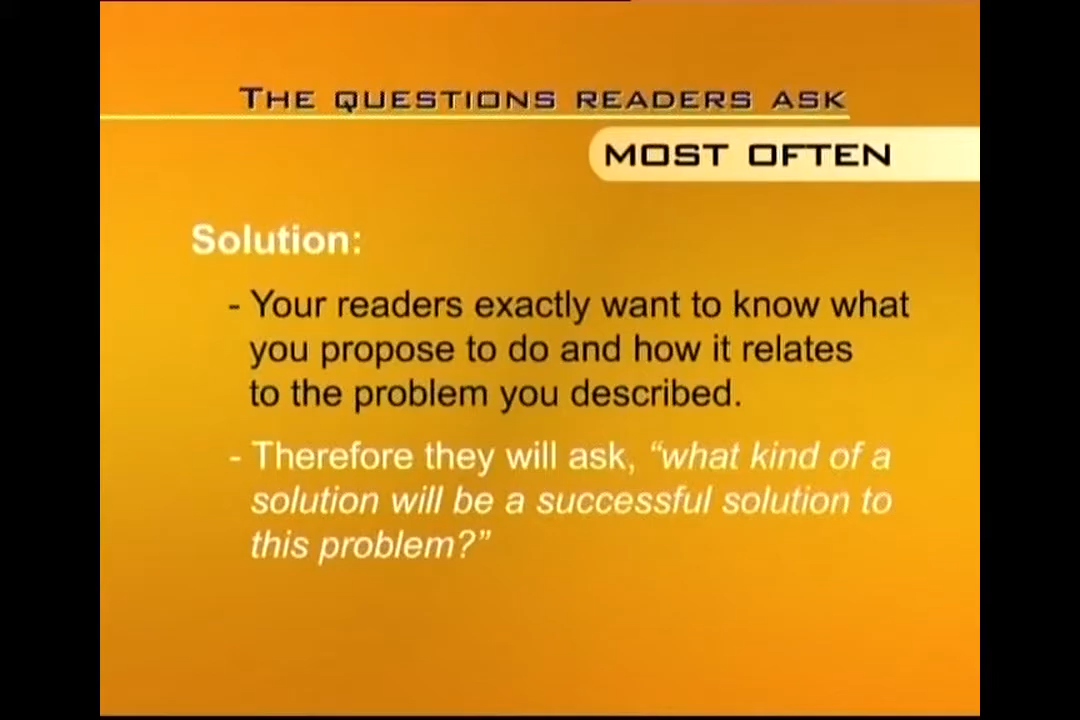 THE QUESTIONS READERS ASK
MOST OFTEN
Solution:
- Your readers exactly want to know what
you propose to do and how it relates
to the problem you described.
- Therefore they will ask, “what kind of a
solution will be a successful solution to
this problem?”